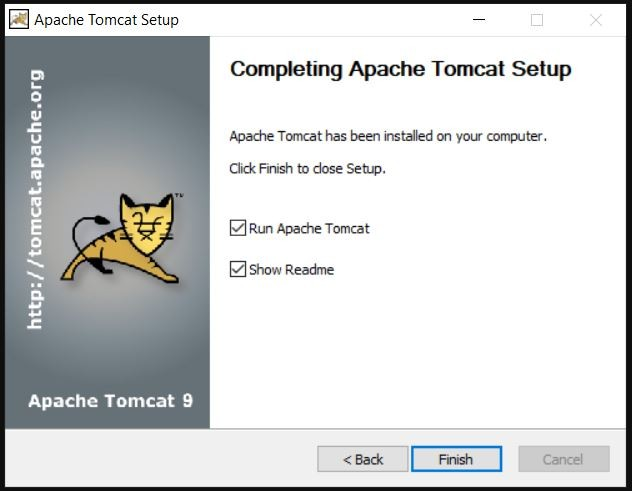 Apache Tomcat Setup
http://tomcat.apache.org
TM
Apache Tomcat 9
Completing Apache Tomcat Setup
Apache Tomcat has been installed on your computer.
Click Finish to close Setup.
Run Apache Tomcat
Show Readme
< Back
Finish
Cancel